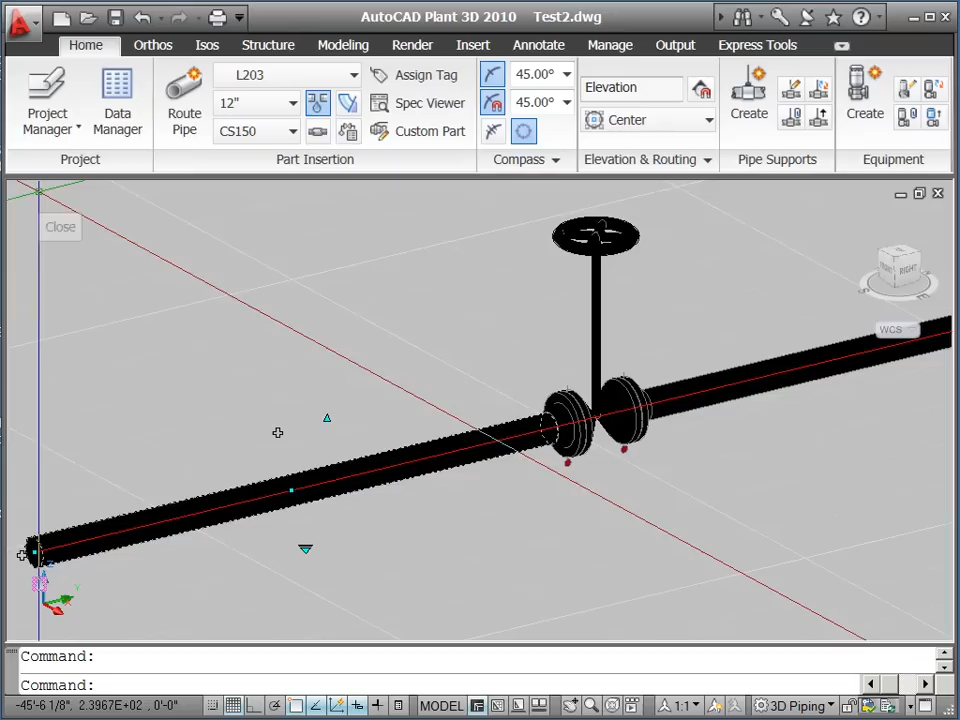 AutoCAD Plant 3D 2010 Test2.dwg
Home Orthos Isos Structure Modeling Render Insert Annotate Manage Output Express Tools
Project Manager
Data Manager
Route Pipe
L203
12"
CS150
Assign Tag
Spec Viewer
Custom Part
45.00°
45.00°
Elevation
Center
Create
Create
Project
Part Insertion
Compass
Elevation & Routing
Pipe Supports
Equipment
Close
RIGHT
WCS
Z
Y
Command:
Command:
-45'-6 1/8", 2.3967E+02 , 0'-0"
MODEL
1:1
3D Piping